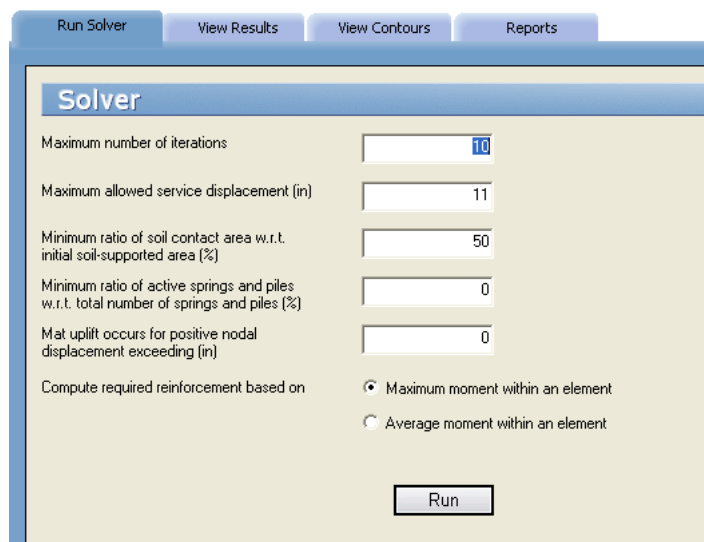 Run Solver
View Results
View Contours
Reports
Solver
Maximum number of iterations
10
Maximum allowed service displacement (in)
11
Minimum ratio of soil contact area w.r.t.
initial soil-supported area (%)
50
Minimum ratio of active springs and piles
w.r.t. total number of springs and piles (%)
0
Mat uplift occurs for positive nodal
displacement exceeding (in)
0
Compute required reinforcement based on
Maximum moment within an element
Average moment within an element
Run